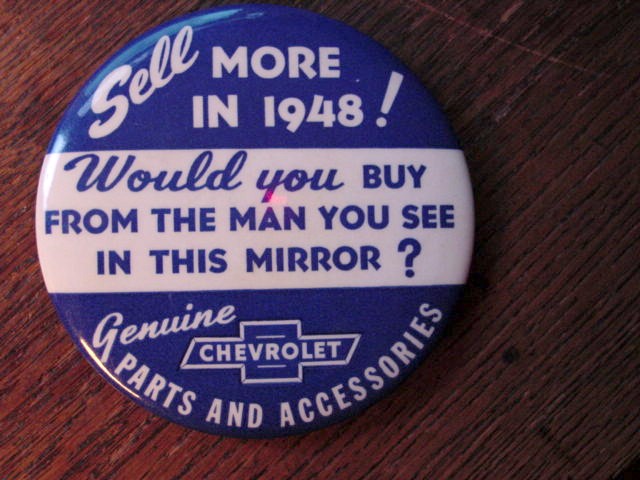 Sell MORE
IN 1948!
Would you BUY
FROM THE MAN YOU SEE
IN THIS MIRROR?
Genuine
CHEVROLET
PARTS AND ACCESSORIES